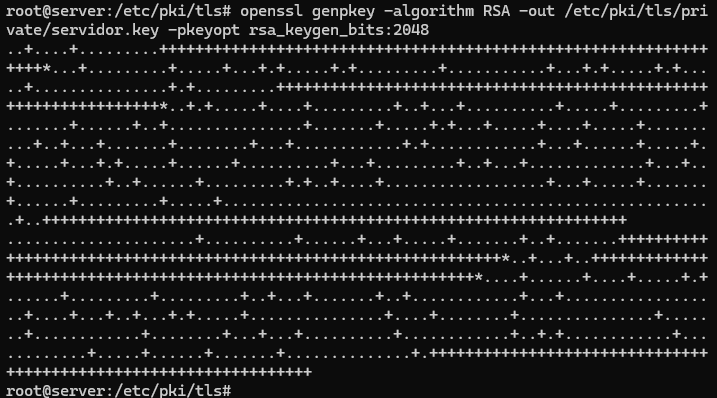 root@server:/etc/pki/tls# openssl genpkey -algorithm RSA -out /etc/pki/tls/pri
vate/servidor.key -pkeyopt rsa_keygen_bits:2048
root@server:/etc/pki/tls#